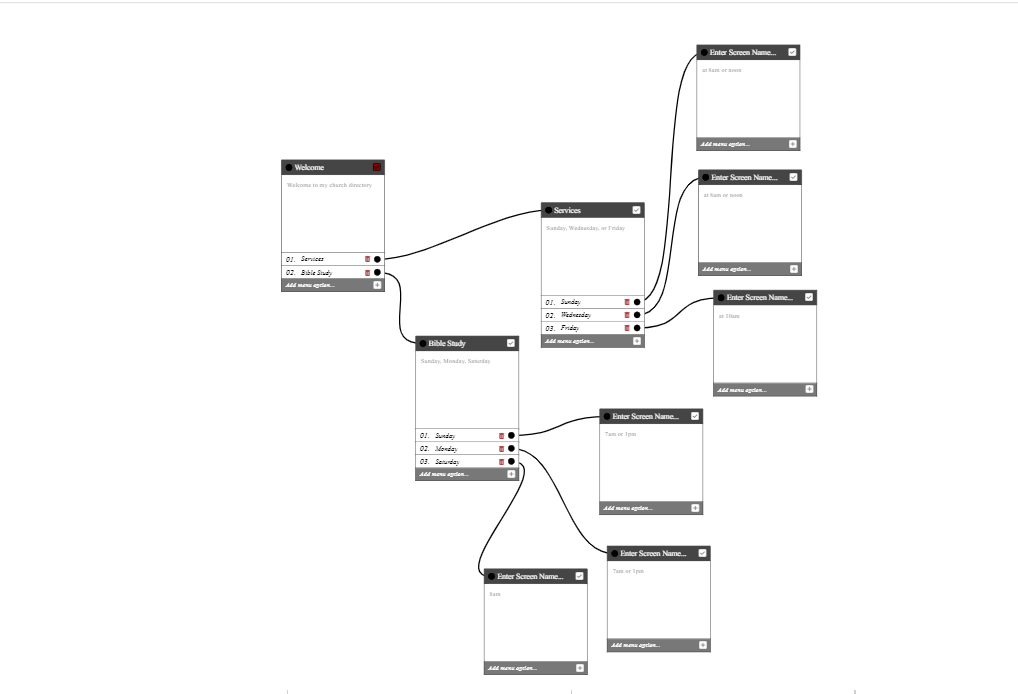 Enter Screen Name...
at 8am or noon
Add menu option...
Welcome
Welcome to my church directory
01. Services
02. Bible Study
Add menu option...
Enter Screen Name...
at 8am or noon
Add menu option...
Services
Sunday, Wednesday, or Friday
01. Sunday
02. Wednesday
03. Friday
Add menu option...
Enter Screen Name...
at 10am
Add menu option...
Bible Study
Sunday, Monday, Saturday
01. Sunday
02. Monday
03. Saturday
Add menu option...
Enter Screen Name...
7am or 1pm
Add menu option...
Enter Screen Name...
7am or 1pm
Add menu option...
Enter Screen Name...
8am
Add menu option...